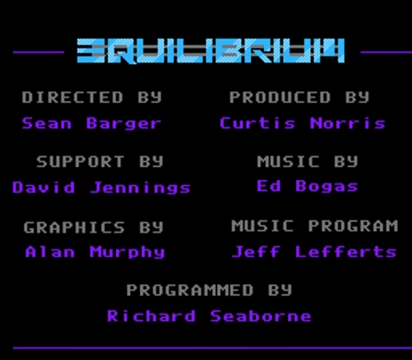 EQUILIBRIUM
DIRECTED BY
Sean Barger
PRODUCED BY
Curtis Norris
SUPPORT BY
David Jennings
MUSIC BY
Ed Bogas
GRAPHICS BY
Alan Murphy
MUSIC PROGRAM
Jeff Lefferts
PROGRAMMED BY
Richard Seaborne